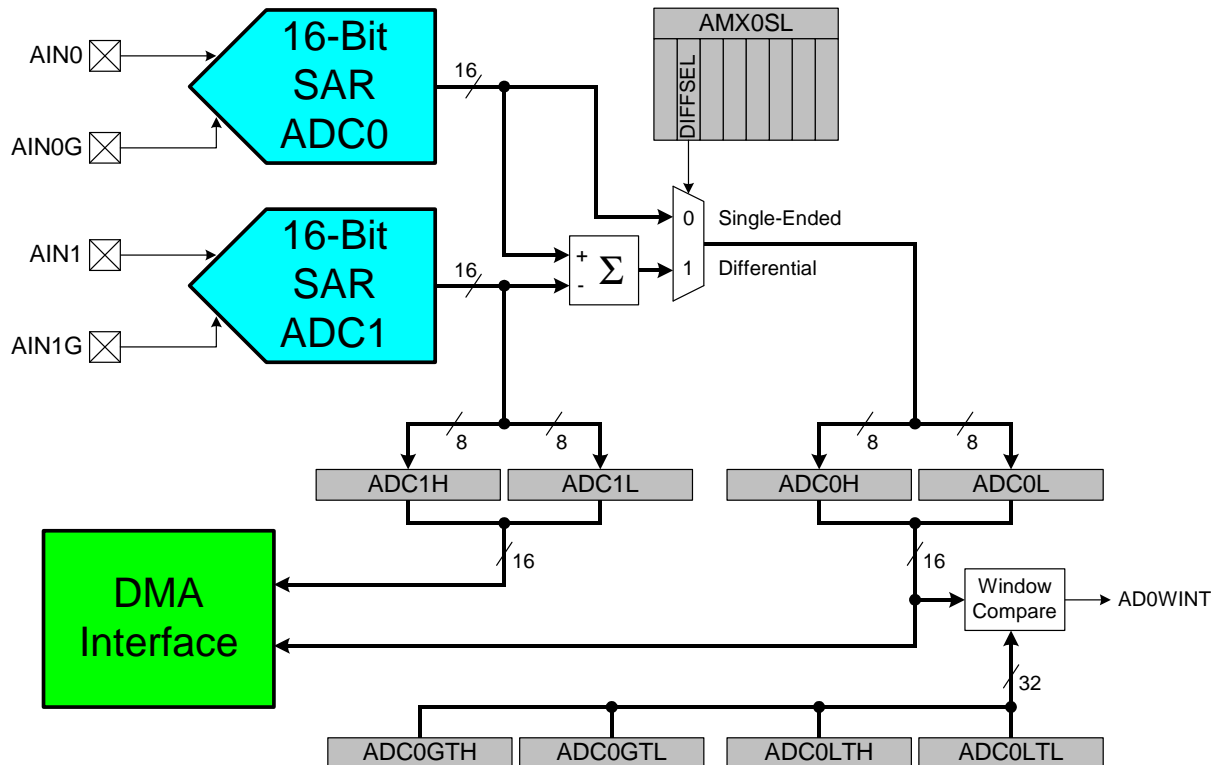 AMX0SL
DIFFSEL
AIN0
AIN0G
16-Bit
SAR
ADC0
16
AIN1
AIN1G
16-Bit
SAR
ADC1
16
+
-
Σ
0
1
Single-Ended
Differential
8
8
8
8
ADC1H
ADC1L
ADC0H
ADC0L
16
16
DMA
Interface
Window
Compare
AD0WINT
32
ADC0GTH
ADC0GTL
ADC0LTH
ADC0LTL